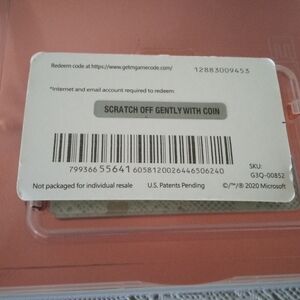 Redeem code at https://www.getmgamecode.com/
12883009453
*Internet and email account required to redeem
SCRATCH OFF GENTLY WITH COIN
799366 55641 6058120026446506240
SKU:
G3Q-00852
Not packaged for individual resale
U.S. Patents Pending
©/™/® 2020 Microsoft